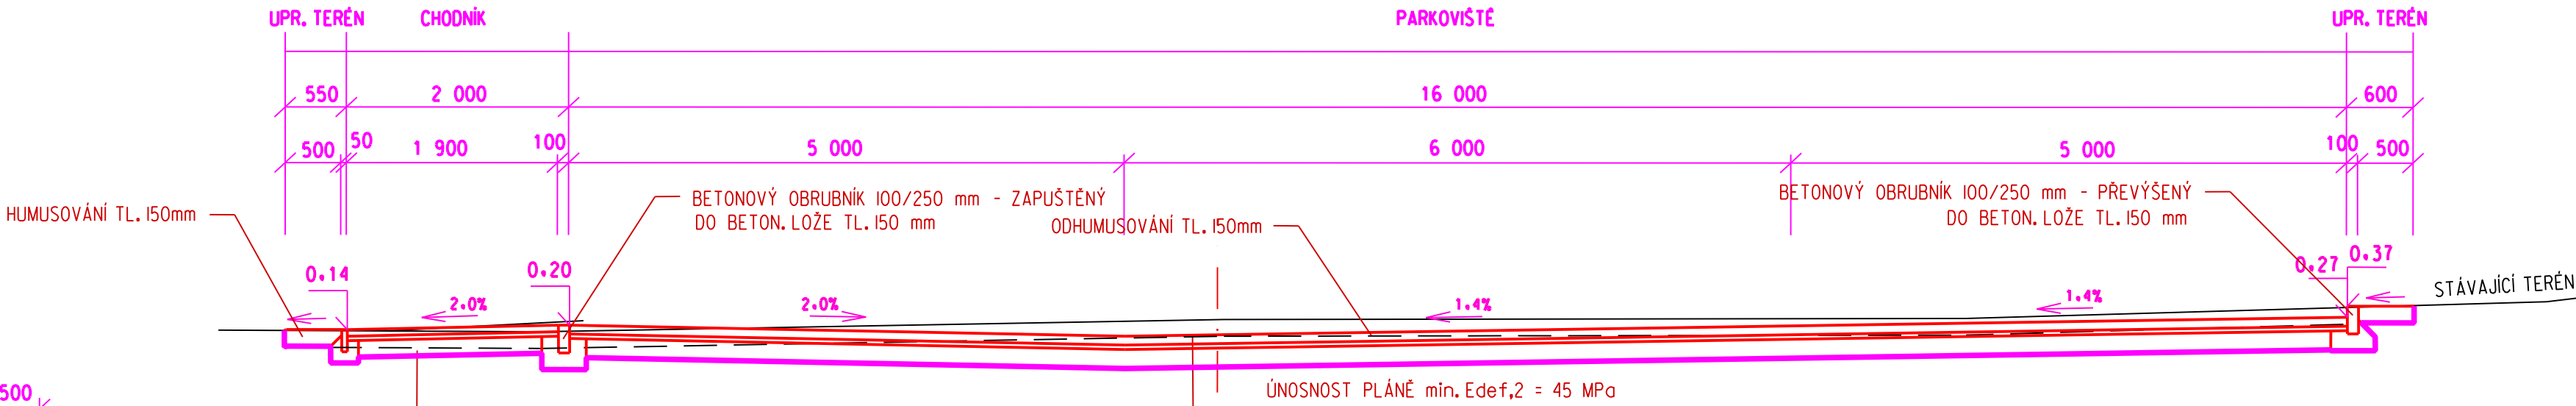 UPR. TERÉN CHODNÍK PARKOVIŠTĚ UPR. TERÉN
550 2 000 16 000 600
500 50 1 900 100 5 000 6 000 5 000 100 500
HUMUSOVÁNÍ TL. 150mm
BETONOVÝ OBRUBNÍK 100/250 mm - ZAPUŠTĚNÝ
DO BETON. LOŽE TL. 150 mm
ODHUMUSOVÁNÍ TL. 150mm
BETONOVÝ OBRUBNÍK 100/250 mm - PŘEVÝŠENÝ
DO BETON. LOŽE TL. 150 mm
0.14 0.20 0.27 0.37
STÁVAJÍCÍ TERÉN
2.0% 2.0% 1.4% 1.4%
ÚNOSNOST PLÁNĚ min. Edef,2 = 45 MPa
500